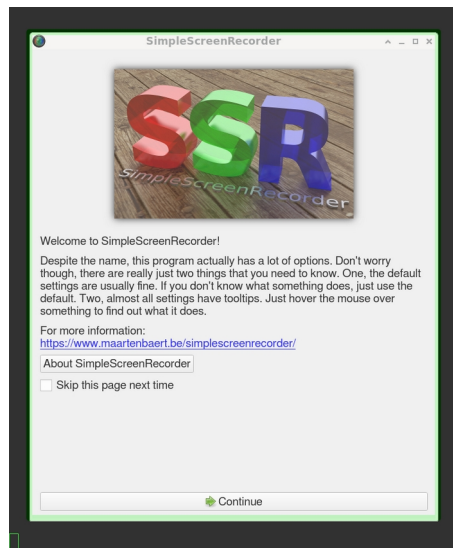 SimpleScreenRecorder
SSR
SimpleScreenRecorder
Welcome to SimpleScreenRecorder!
Despite the name, this program actually has a lot of options. Don't worry
though, there are really just two things that you need to know. One, the default
settings are usually fine. If you don't know what something does, just use the
default. Two, almost all settings have tooltips. Just hover the mouse over
something to find out what it does.
For more information:
https://www.maartenbaert.be/simplescreenrecorder/
About SimpleScreenRecorder
Skip this page next time
Continue